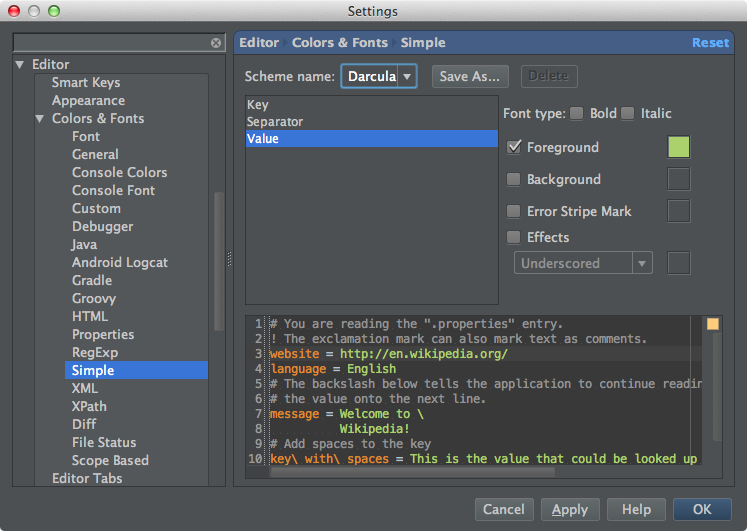 Settings
Editor
Smart Keys
Appearance
Colors & Fonts
Font
General
Console Colors
Console Font
Custom
Debugger
Java
Android Logcat
Gradle
Groovy
HTML
Properties
RegExp
Simple
XML
XPath
Diff
File Status
Scope Based
Editor Tabs
Editor › Colors & Fonts › Simple Reset
Scheme name: Darcula Save As... Delete
Key
Separator
Value
Font type: Bold Italic
Foreground
Background
Error Stripe Mark
Effects
Underscored
1 # You are reading the ".properties" entry.
2 ! The exclamation mark can also mark text as comments.
3 website = http://en.wikipedia.org/
4 language = English
5 # The backslash below tells the application to continue readin
6 # the value onto the next line.
7 message = Welcome to \
8 Wikipedia!
9 # Add spaces to the key
10 key\ with\ spaces = This is the value that could be looked up
Cancel Apply Help OK